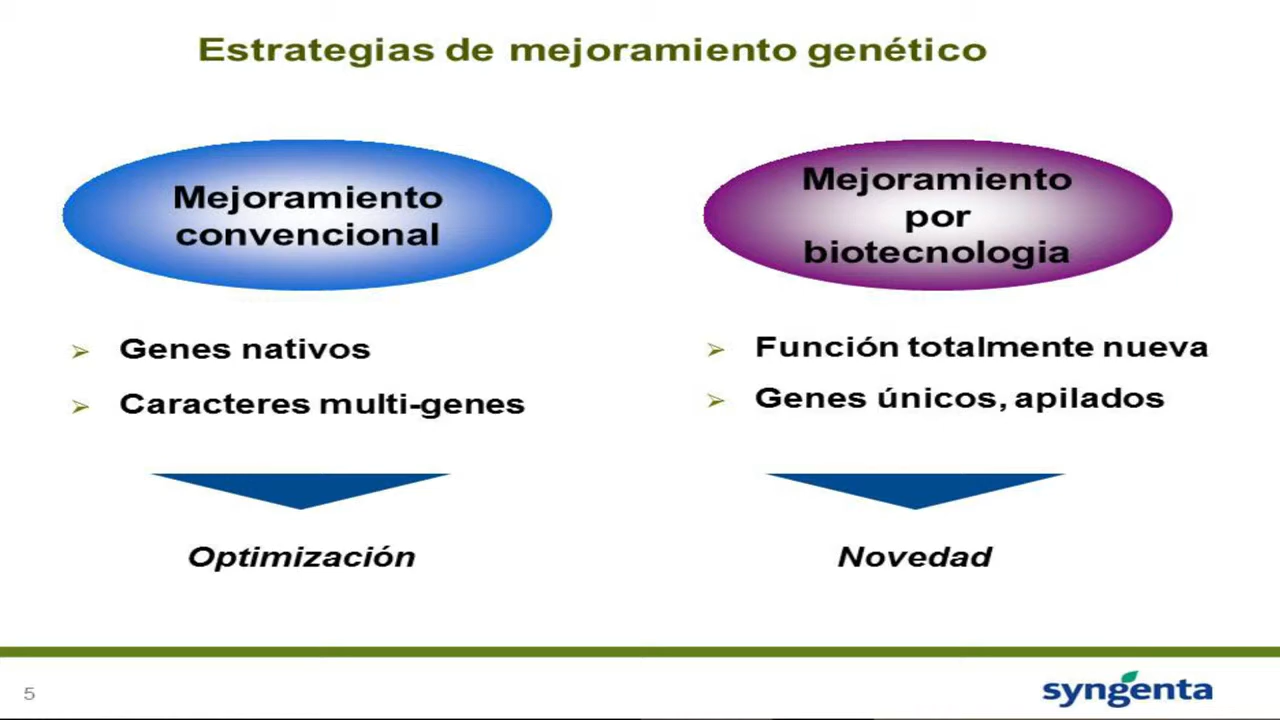 Estrategias de mejoramiento genético
Mejoramiento
convencional
Genes nativos
Caracteres multi-genes
Optimización
Mejoramiento
por
biotecnologia
Función totalmente nueva
Genes únicos, apilados
Novedad
5
syngenta